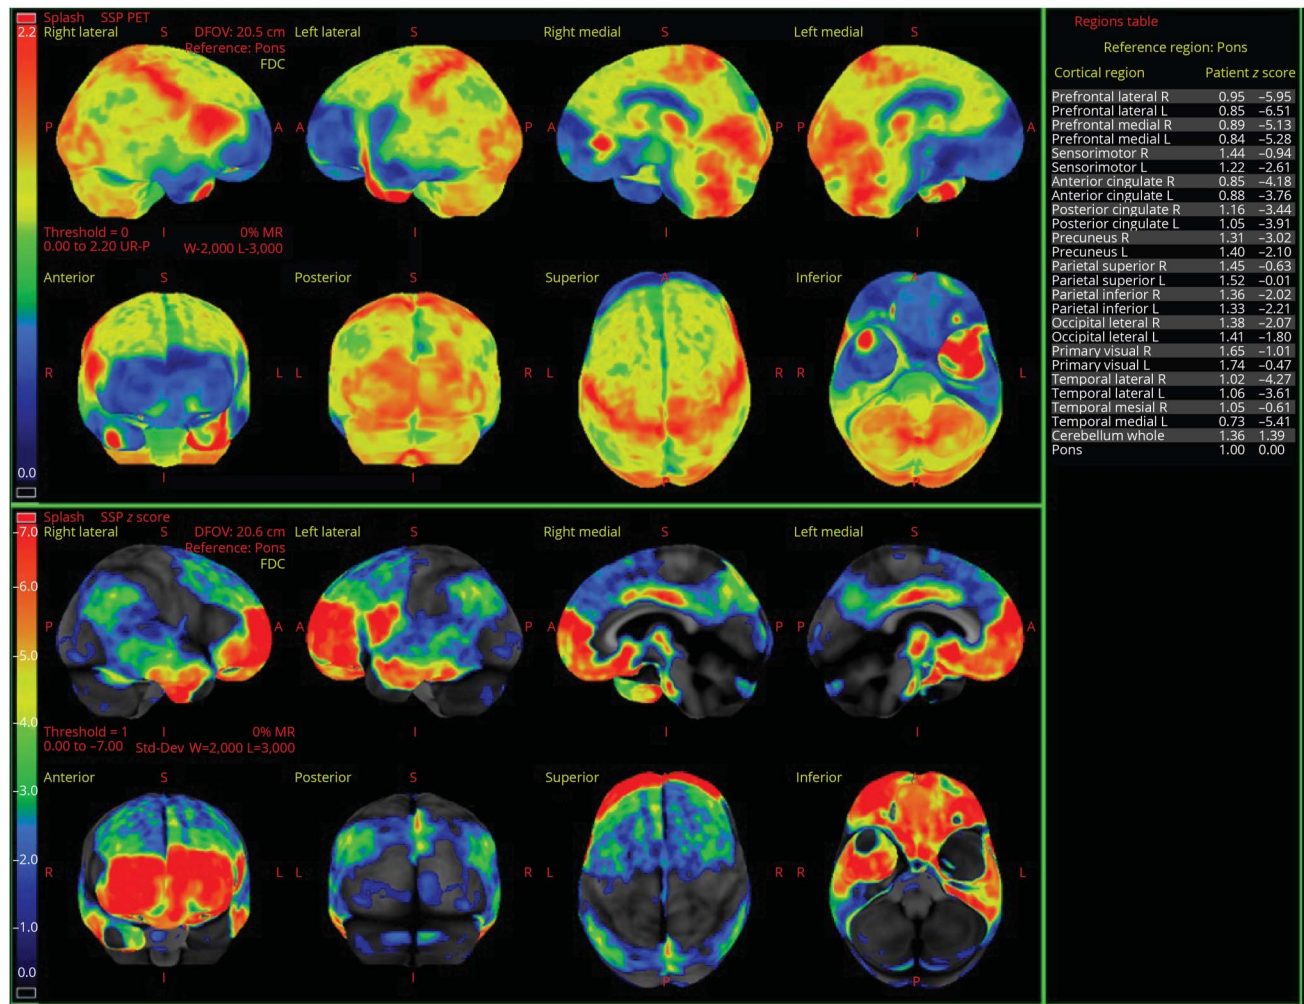 Splash SSP PET
2.2
Right lateral S DFOV: 20.5 cm Left lateral S Right medial S Left medial S
Reference: Pons
FDC
P A A P A P P A
I I I I
Threshold = 0 0% MR
0.00 to 2.20 UR-P W-2,000 L-3,000
Anterior S Posterior S Superior A Inferior A
R L L R L R R L
I I P P
0.0
Splash SSP z score
–7.0
Right lateral S DFOV: 20.6 cm Left lateral S Right medial S Left medial S
Reference: Pons
FDC
–6.0
P A A P A P P A
–5.0
–4.0
I I I I
Threshold = 1 0% MR
0.00 to –7.00 Std-Dev W=2,000 L=3,000
Anterior S Posterior S Superior A Inferior A
–3.0
–2.0
R L L R L R R L
–1.0
0.0
I I P P
Regions table
Reference region: Pons
Cortical region Patient z score
Prefrontal lateral R 0.95 –5.95
Prefrontal lateral L 0.85 –6.51
Prefrontal medial R 0.89 –5.13
Prefrontal medial L 0.84 –5.28
Sensorimotor R 1.44 –0.94
Sensorimotor L 1.22 –2.61
Anterior cingulate R 0.85 –4.18
Anterior cingulate L 0.88 –3.76
Posterior cingulate R 1.16 –3.44
Posterior cingulate L 1.05 –3.91
Precuneus R 1.31 –3.02
Precuneus L 1.40 –2.10
Parietal superior R 1.45 –0.63
Parietal superior L 1.52 –0.01
Parietal inferior R 1.36 –2.02
Parietal inferior L 1.33 –2.21
Occipital leteral R 1.38 –2.07
Occipital leteral L 1.41 –1.80
Primary visual R 1.65 –1.01
Primary visual L 1.74 –0.47
Temporal lateral R 1.02 –4.27
Temporal lateral L 1.06 –3.61
Temporal mesial R 1.05 –0.61
Temporal medial L 0.73 –5.41
Cerebellum whole 1.36 1.39
Pons 1.00 0.00